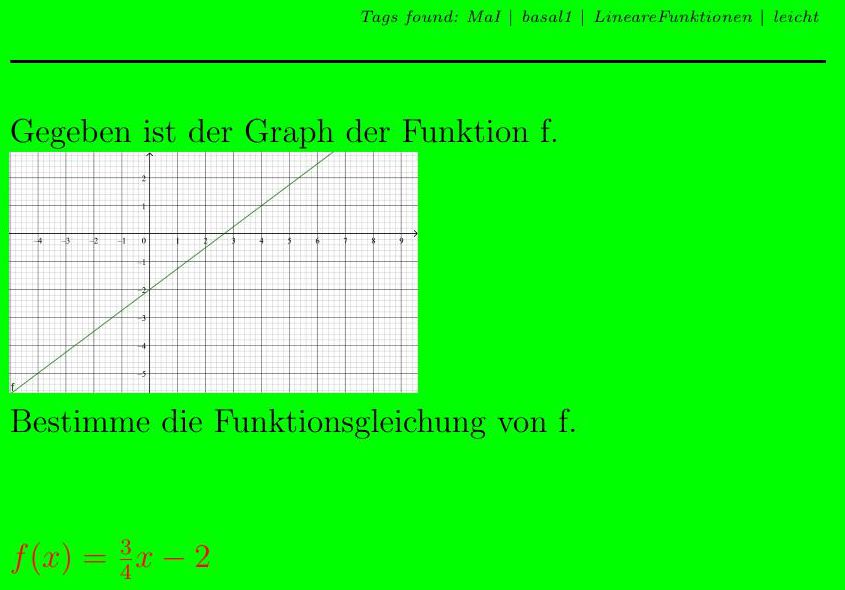 Tags found: MaI | basal1 | LineareFunktionen | leicht
Gegeben ist der Graph der Funktion f.
2
1
-4 -3 -2 -1 0 1 2 3 4 5 6 7 8 9
-1
-2
-3
-4
-5
f
Bestimme die Funktionsgleichung von f.
f(x) = 3/4x − 2